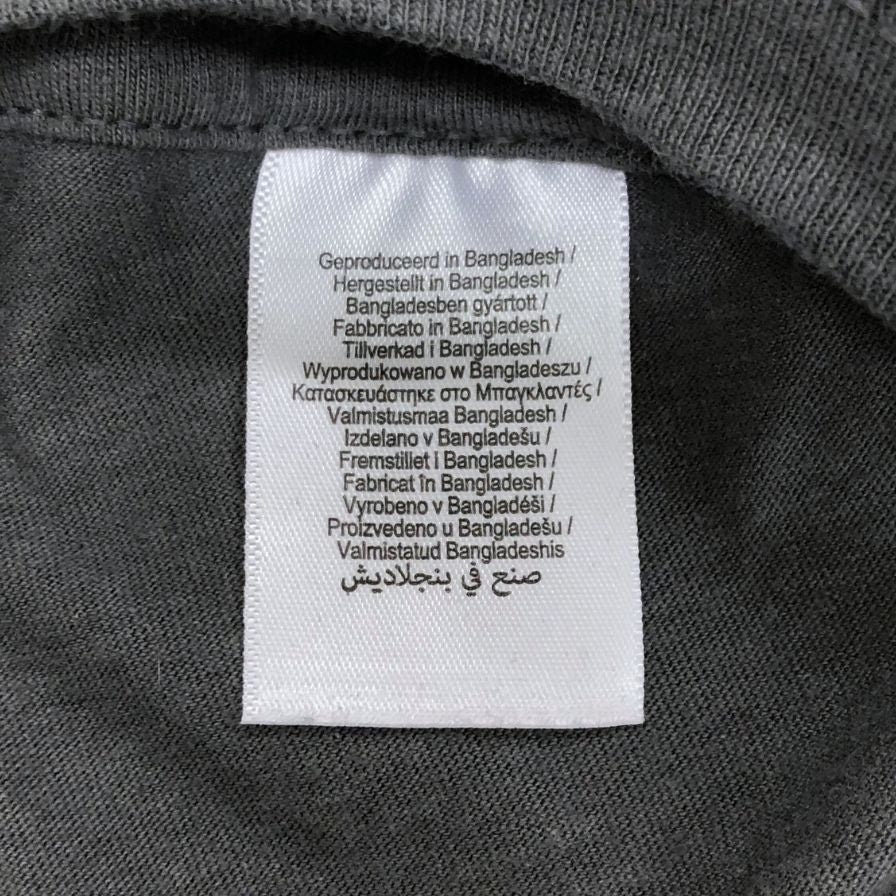 Geproduceerd in Bangladesh /
Hergestellt in Bangladesh /
Bangladesben gyártott /
Fabbricato in Bangladesh /
Tillverkad i Bangladesh /
Wyprodukowano w Bangladeszu /
Κατασκευάστηκε στο Μπαγκλαντές /
Valmistusmaa Bangladesh /
Izdelano v Bangladešu /
Fremstillet i Bangladesh /
Fabricat în Bangladesh /
Vyrobeno v Bangladéši /
Proizvedeno u Bangladešu /
Valmistatud Bangladeshis
صنع في بنجلاديش